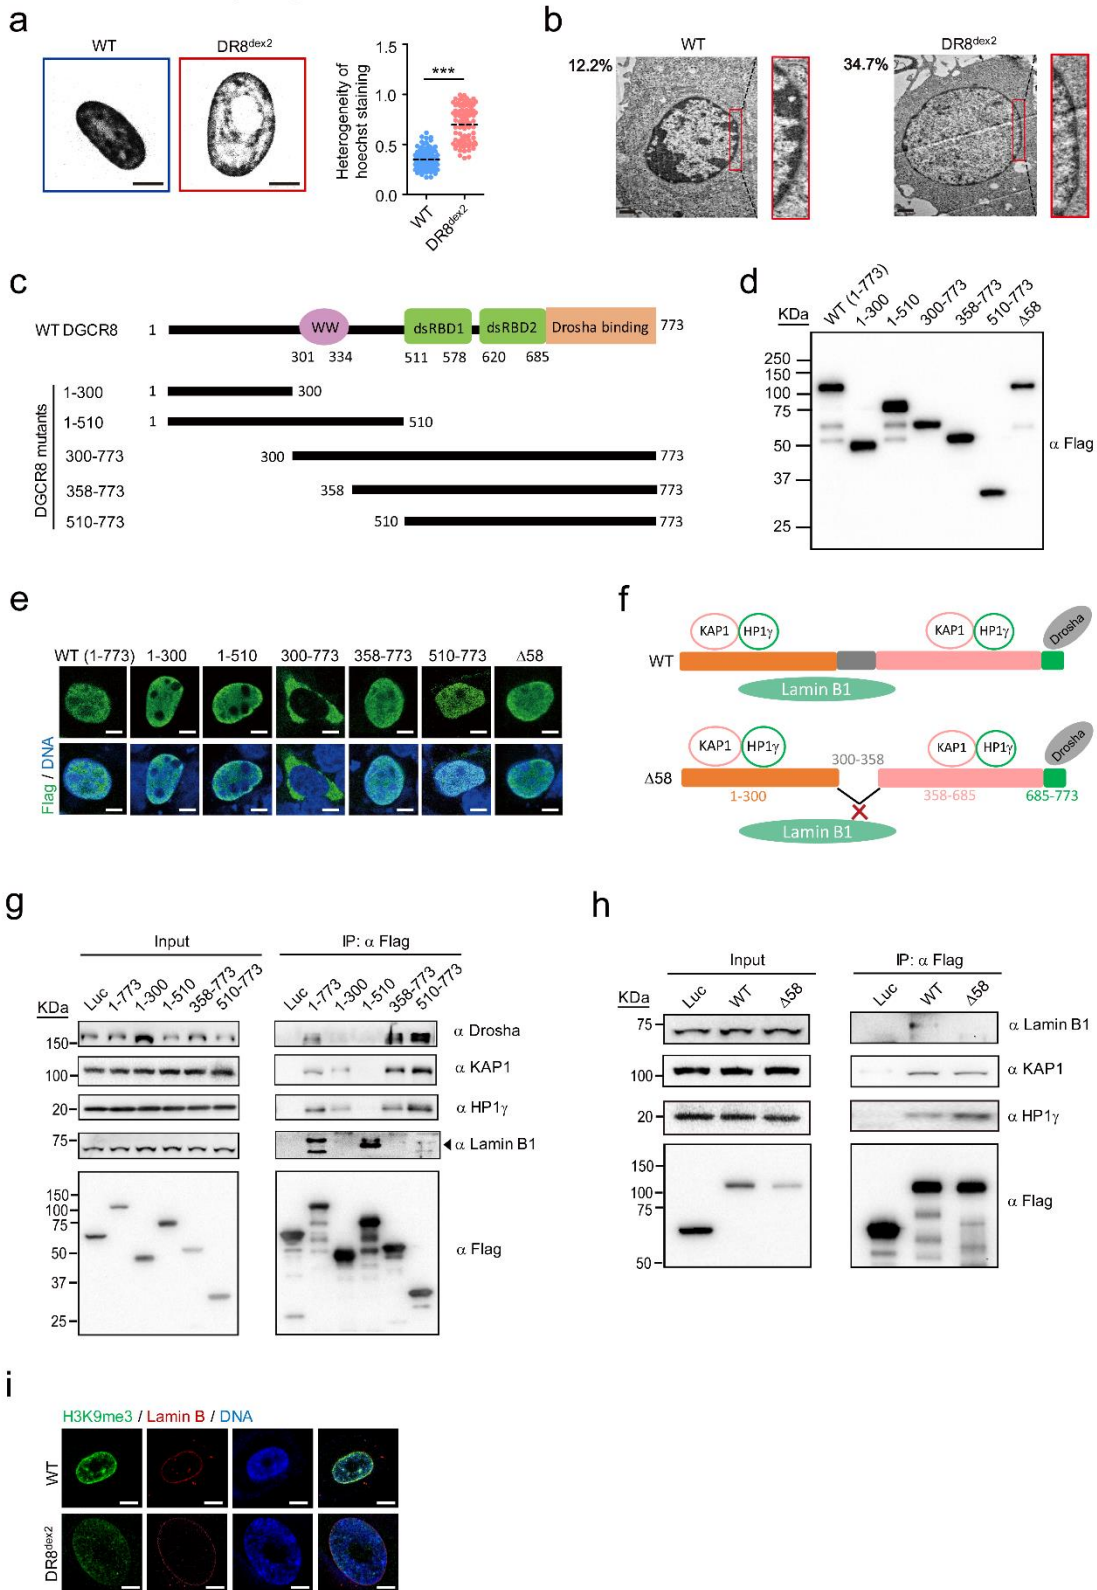 a
WT
DR8dex2
Heterogeneity of
hoechst staining
1.5
1.0
0.5
0.0
***
WT
DR8dex2
b
WT
DR8dex2
12.2%
34.7%
c
WT DGCR8
1
WW
dsRBD1
dsRBD2
Drosha binding
773
301 334 511 578 620 685
DGCR8 mutants
1-300 1 300
1-510 1 510
300-773 300 773
358-773 358 773
510-773 510 773
d
KDa
WT (1-773)
1-300
1-510
300-773
358-773
510-773
Δ58
250
150
100
75
50
37
25
α Flag
e
WT (1-773) 1-300 1-510 300-773 358-773 510-773 Δ58
Flag / DNA
f
KAP1 HP1γ KAP1 HP1γ Drosha
WT
Lamin B1
KAP1 HP1γ 300-358 KAP1 HP1γ Drosha
Δ58
1-300 358-685 685-773
Lamin B1
g
Input
IP: α Flag
KDa
Luc 1-773 1-300 1-510 358-773 510-773
Luc 1-773 1-300 1-510 358-773 510-773
150
α Drosha
100
α KAP1
20
α HP1γ
75
α Lamin B1
150
100
75
50
37
25
α Flag
h
Input
IP: α Flag
KDa
Luc WT Δ58
Luc WT Δ58
75
α Lamin B1
100
α KAP1
20
α HP1γ
150
100
75
50
α Flag
i
H3K9me3 / Lamin B / DNA
WT
DR8dex2